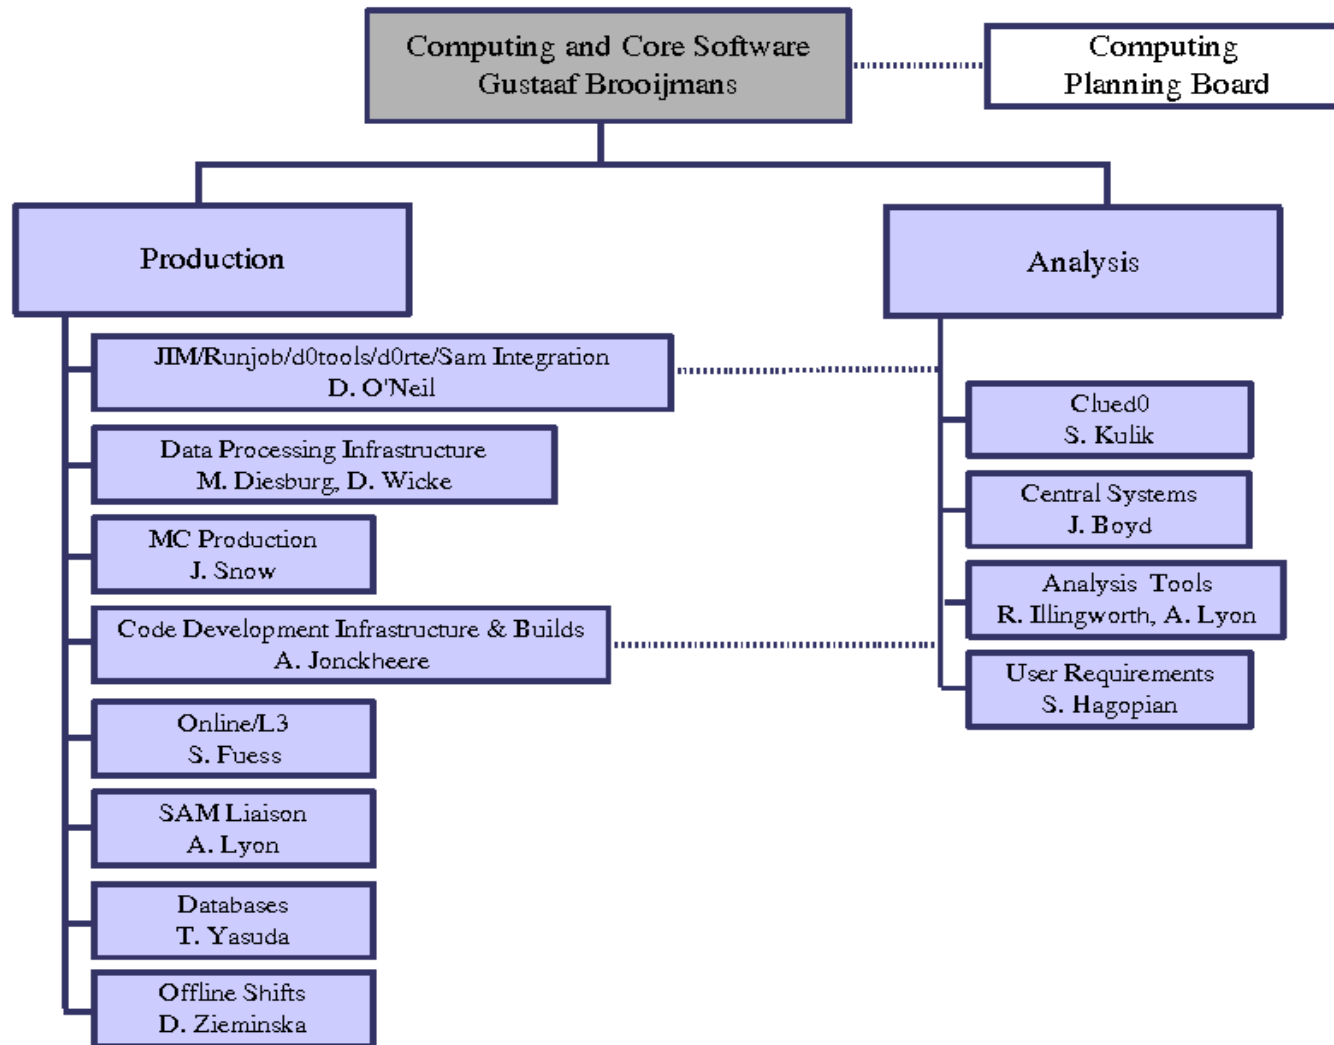 Computing and Core Software
Gustaaf Brooijmans
Computing
Planning Board
Production
Analysis
JIM/Runjob/d0tools/d0rte/Sam Integration
D. O'Neil
Data Processing Infrastructure
M. Diesburg, D. Wicke
MC Production
J. Snow
Code Development Infrastructure & Builds
A. Jonckheere
Online/L3
S. Fuess
SAM Liaison
A. Lyon
Databases
T. Yasuda
Offline Shifts
D. Zieminska
Clued0
S. Kulik
Central Systems
J. Boyd
Analysis Tools
R. Illingworth, A. Lyon
User Requirements
S. Hagopian